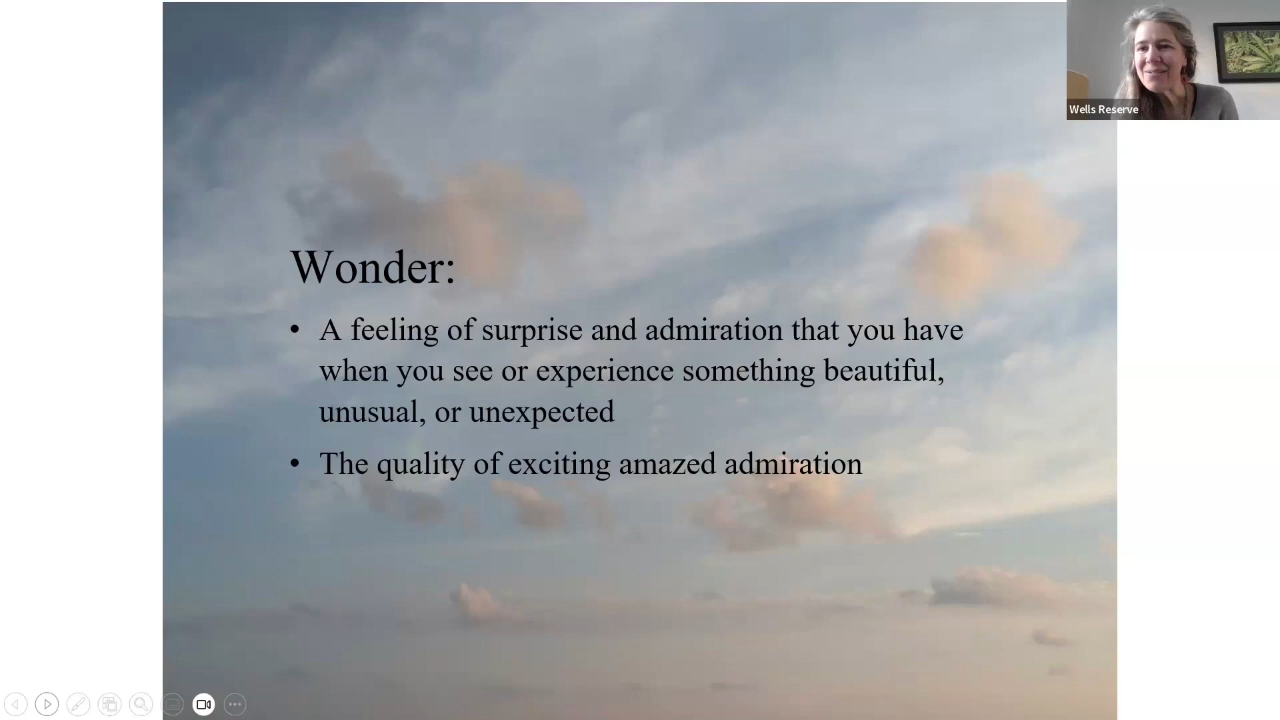 Wells Reserve
Wonder:
• A feeling of surprise and admiration that you have
when you see or experience something beautiful,
unusual, or unexpected
• The quality of exciting amazed admiration